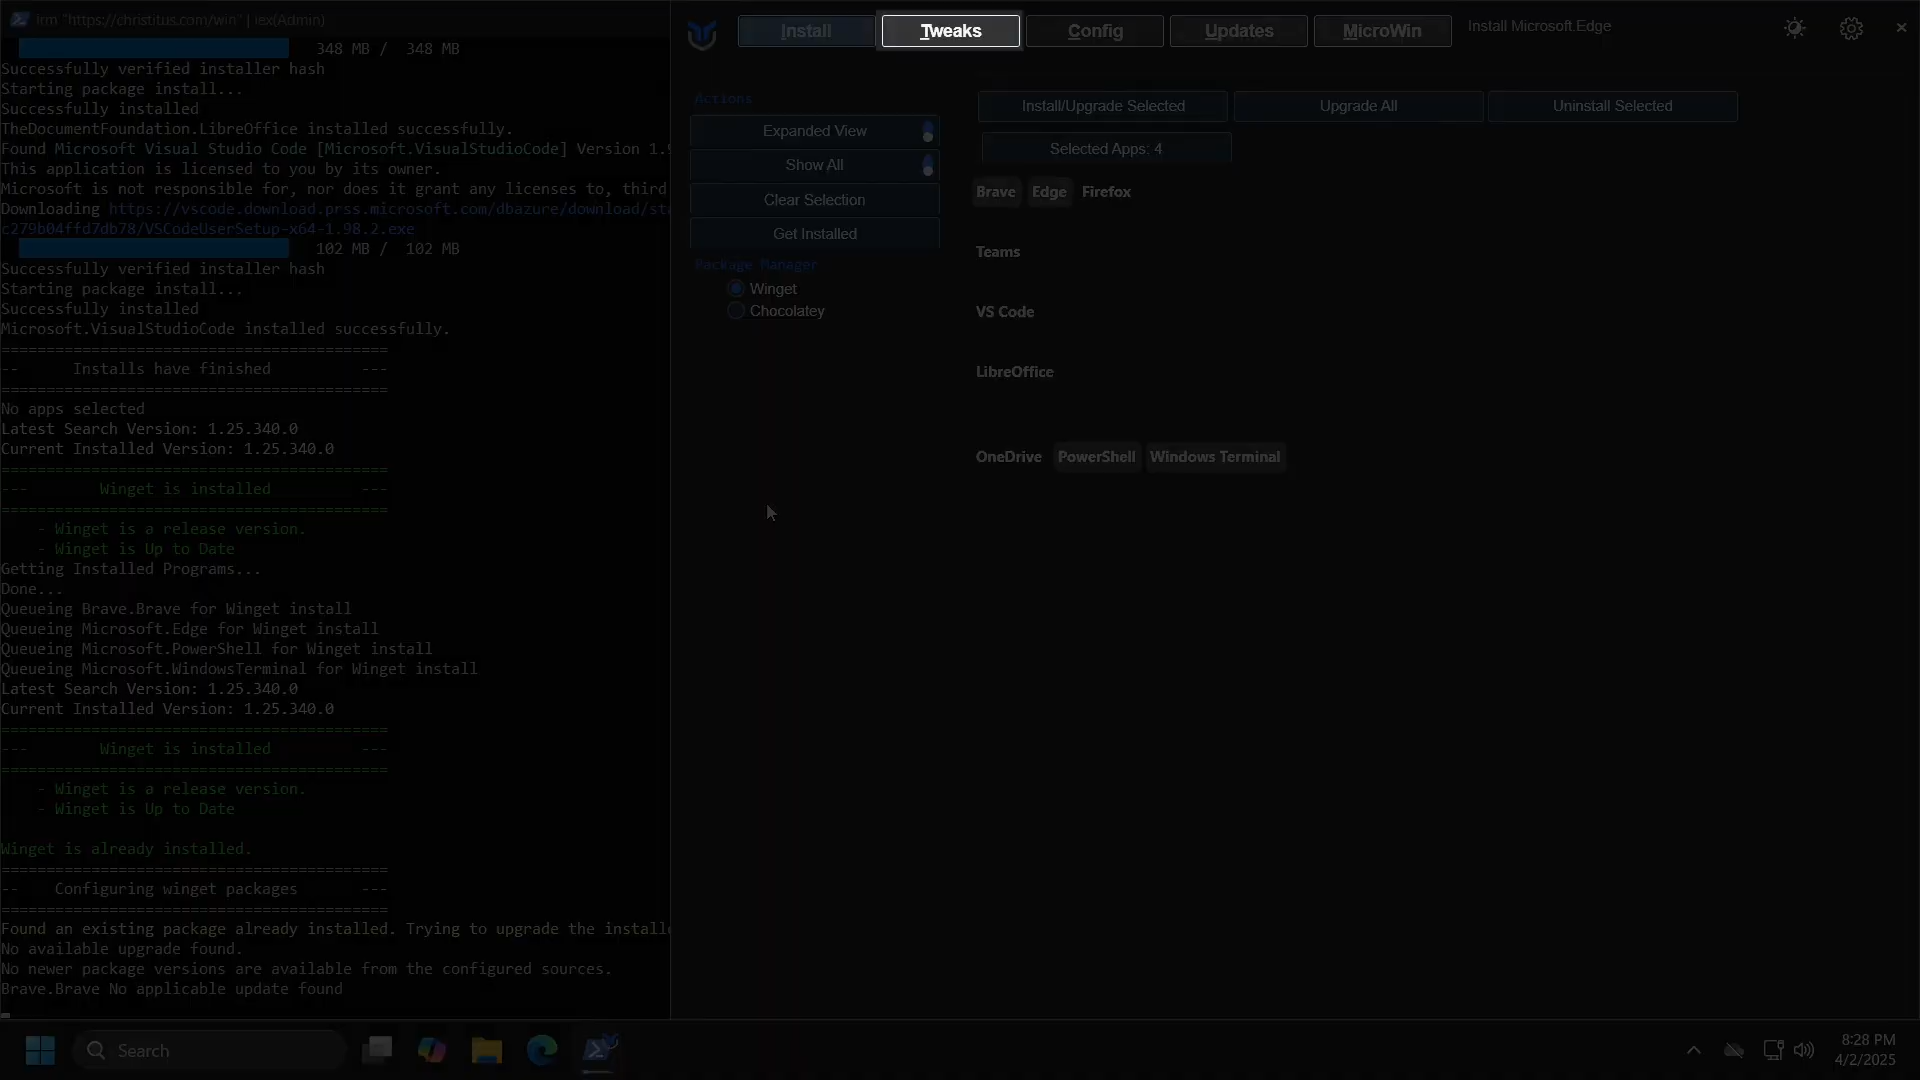 irm "https://christitus.com/win" | iex(Admin)
348 MB / 348 MB
Successfully verified installer hash
Starting package install...
Successfully installed
TheDocumentFoundation.LibreOffice installed successfully.
Found Microsoft Visual Studio Code [Microsoft.VisualStudioCode] Version 1.9
This application is licensed to you by its owner.
Microsoft is not responsible for, nor does it grant any licenses to, third
Downloading https://vscode.download.prss.microsoft.com/dbazure/download/st
c279b04ffd7db78/VSCodeUserSetup-x64-1.98.2.exe
102 MB / 102 MB
Successfully verified installer hash
Starting package install...
Successfully installed
Microsoft.VisualStudioCode installed successfully.
===========================================
-- Installs have finished ---
===========================================
No apps selected
Latest Search Version: 1.25.340.0
Current Installed Version: 1.25.340.0
===========================================
--- Winget is installed ---
===========================================
- Winget is a release version.
- Winget is Up to Date
Getting Installed Programs...
Done...
Queueing Brave.Brave for Winget install
Queueing Microsoft.Edge for Winget install
Queueing Microsoft.PowerShell for Winget install
Queueing Microsoft.WindowsTerminal for Winget install
Latest Search Version: 1.25.340.0
Current Installed Version: 1.25.340.0
===========================================
--- Winget is installed ---
===========================================
- Winget is a release version.
- Winget is Up to Date
Winget is already installed.
===========================================
-- Configuring winget packages ---
===========================================
Found an existing package already installed. Trying to upgrade the install
No available upgrade found.
No newer package versions are available from the configured sources.
Brave.Brave No applicable update found
Install Tweaks Config Updates MicroWin Install Microsoft.Edge
Actions
Expanded View
Show All
Clear Selection
Get Installed
Package Manager
Winget
Chocolatey
Install/Upgrade Selected Upgrade All Uninstall Selected
Selected Apps: 4
Brave Edge Firefox
Teams
VS Code
LibreOffice
OneDrive PowerShell Windows Terminal
Search
8:28 PM
4/2/2025